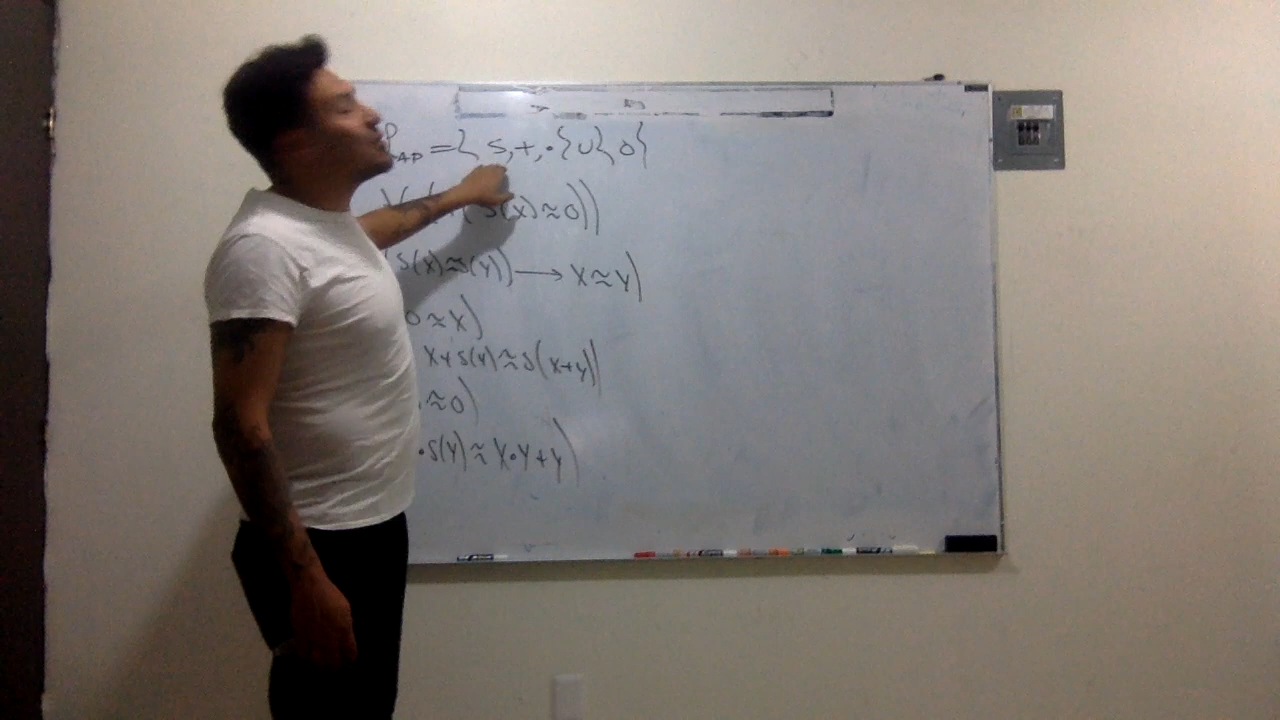 P_AP = { S, +, · } ∪ { 0 }
S(x) ≈ 0))
(S(x) ≈ S(y)) ⟶ x ≈ y)
0 ≈ x)
x + S(y) ≈ S(x+y))
≈ 0)
· S(y) ≈ x · y + y)